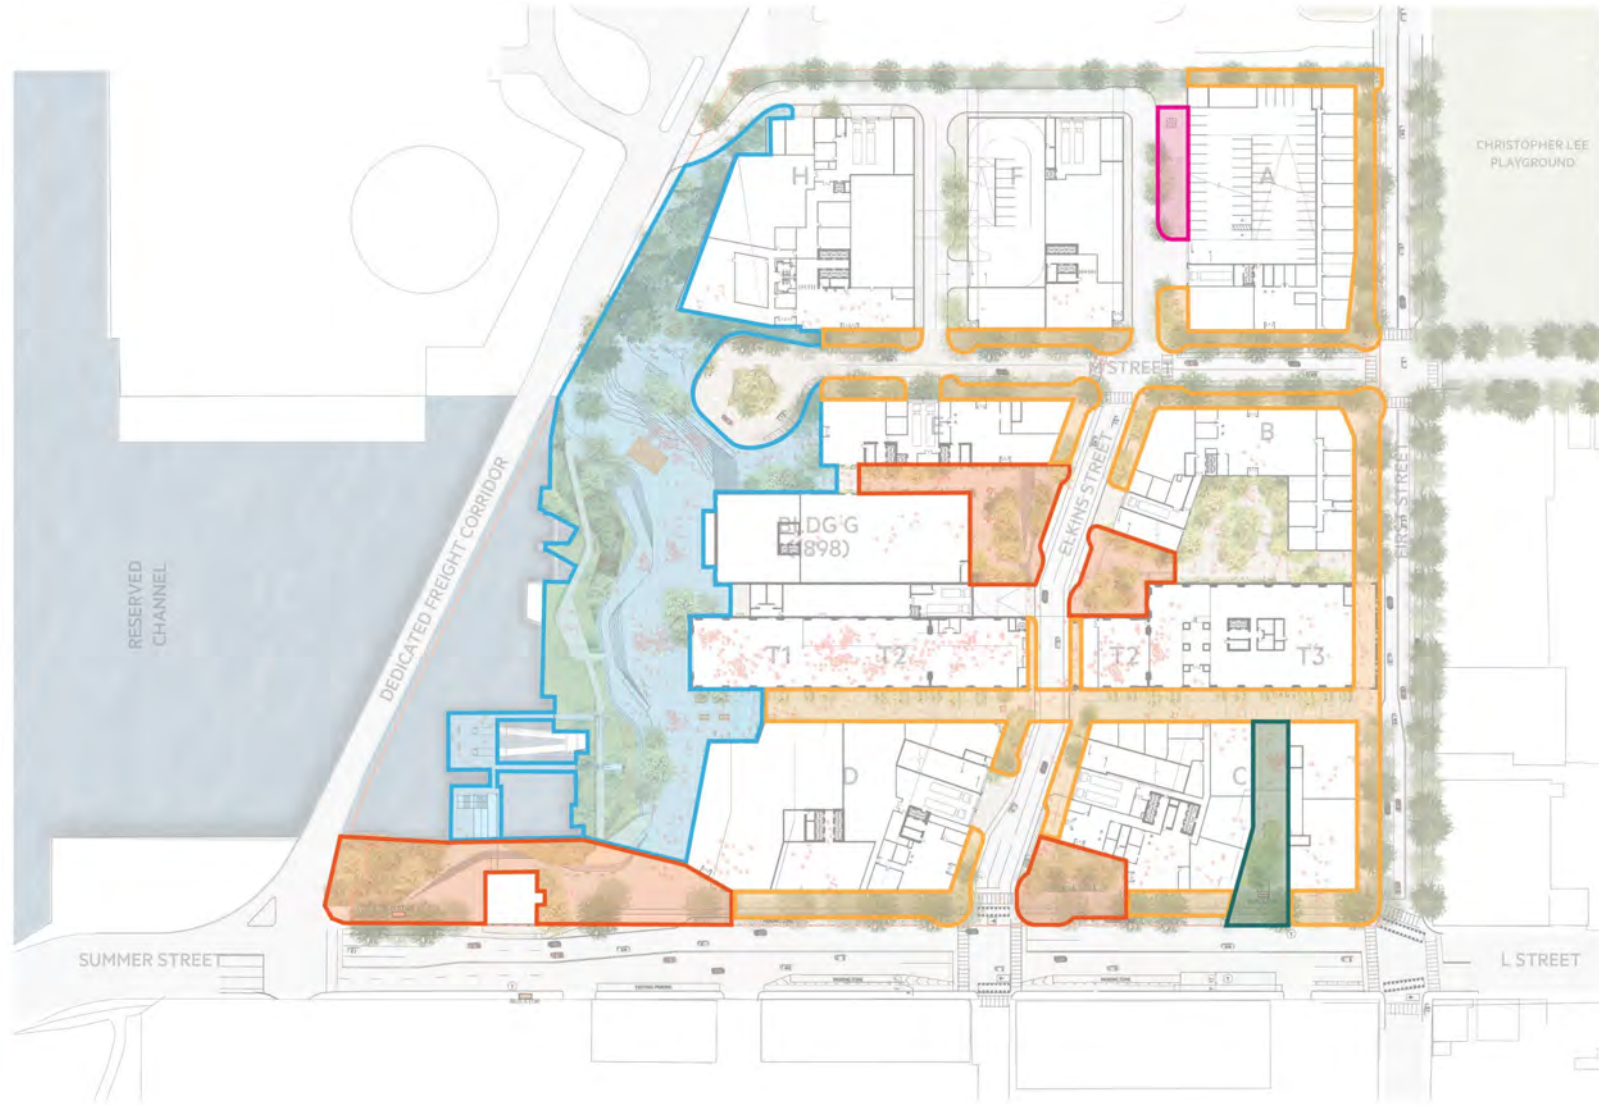 CHRISTOPHER LEE
PLAYGROUND
H
F
A
M STREET
B
ELKINS STREET
FIRST STREET
BLDG G
(1898)
DEDICATED FREIGHT CORRIDOR
RESERVED
CHANNEL
T1
T2
T2
T3
D
C
SUMMER STREET
L STREET